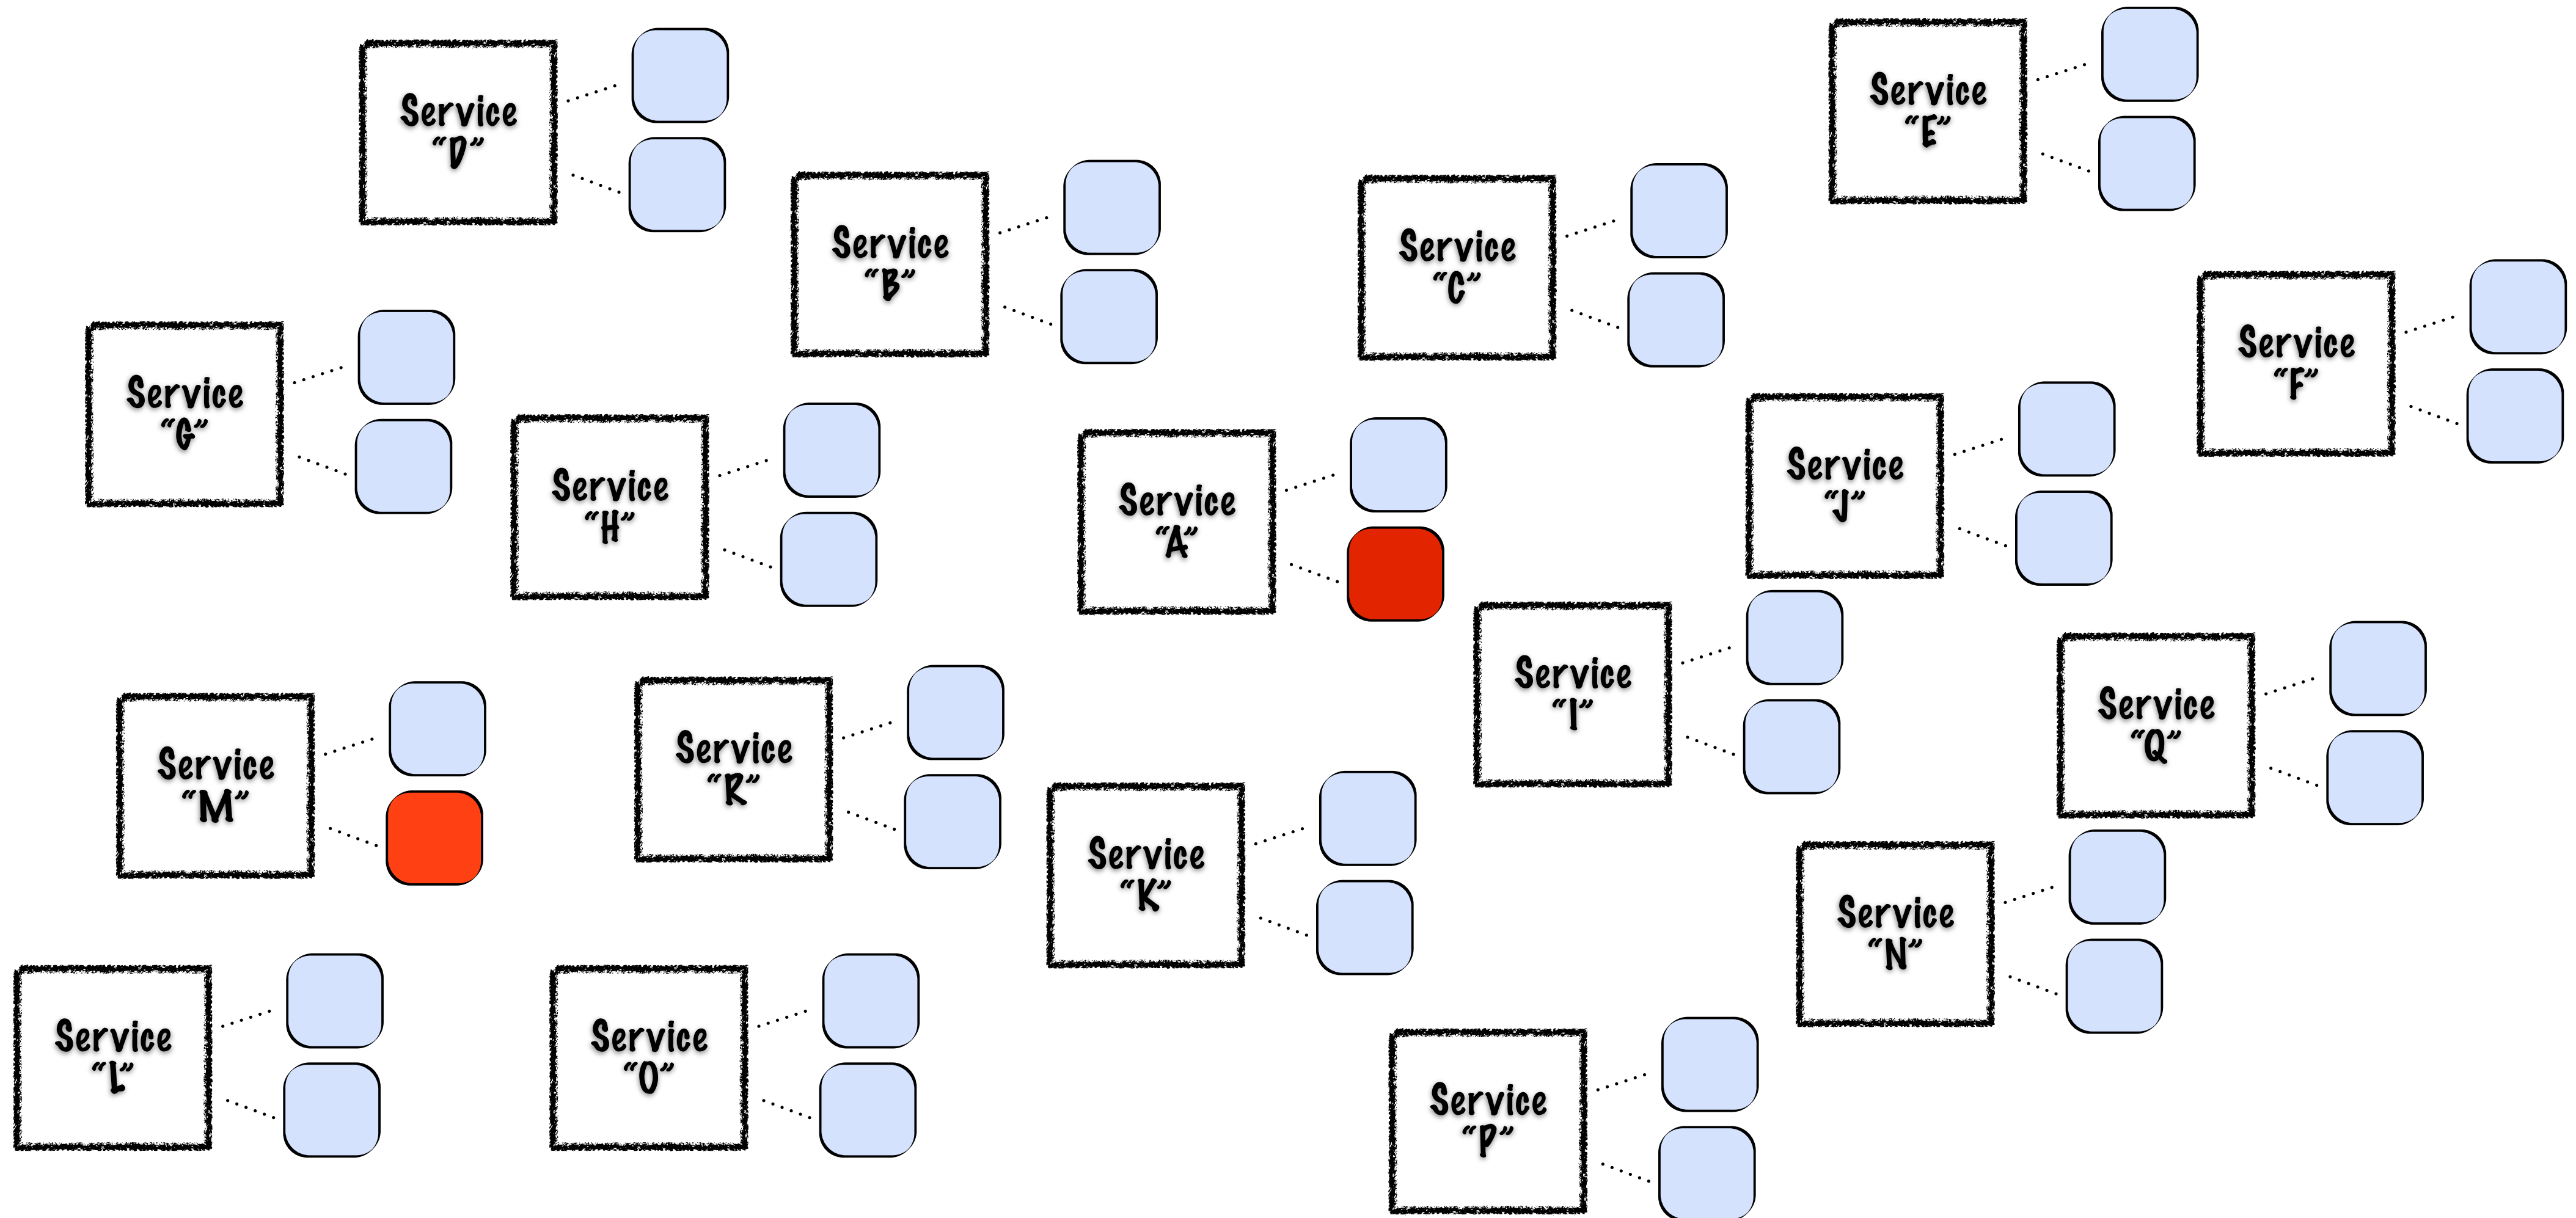 Service
“D”
Service
“E”
Service
“B”
Service
“C”
Service
“F”
Service
“G”
Service
“H”
Service
“A”
Service
“J”
Service
“I”
Service
“Q”
Service
“M”
Service
“R”
Service
“K”
Service
“N”
Service
“L”
Service
“O”
Service
“P”